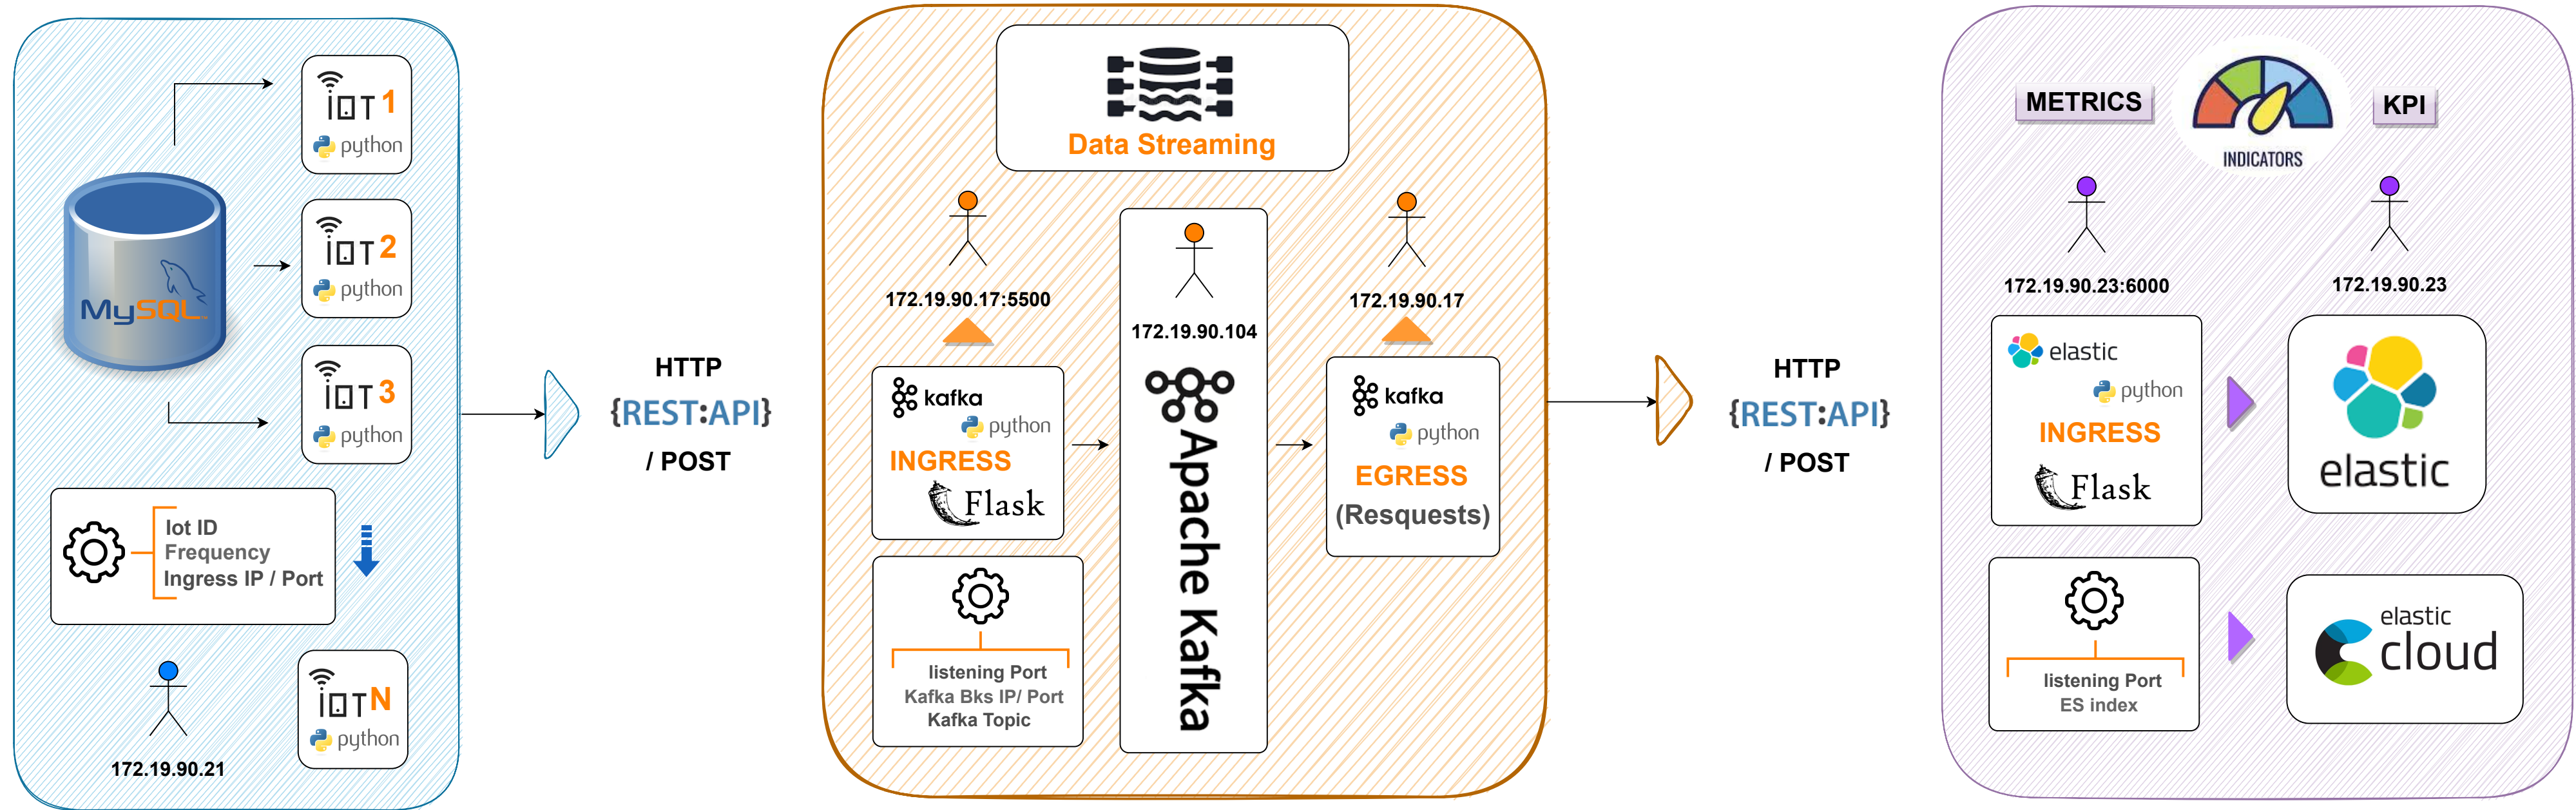 IOT 1
python
IOT 2
python
MySQL
IOT 3
python
Iot ID
Frequency
Ingress IP / Port
IOT N
python
172.19.90.21
HTTP
{REST:API}
/ POST
Data Streaming
172.19.90.17:5500
172.19.90.104
172.19.90.17
kafka
python
INGRESS
Flask
listening Port
Kafka Bks IP/ Port
Kafka Topic
Apache Kafka
kafka
python
EGRESS
(Resquests)
HTTP
{REST:API}
/ POST
METRICS
INDICATORS
KPI
172.19.90.23:6000
172.19.90.23
elastic
python
INGRESS
Flask
elastic
listening Port
ES index
elastic
cloud